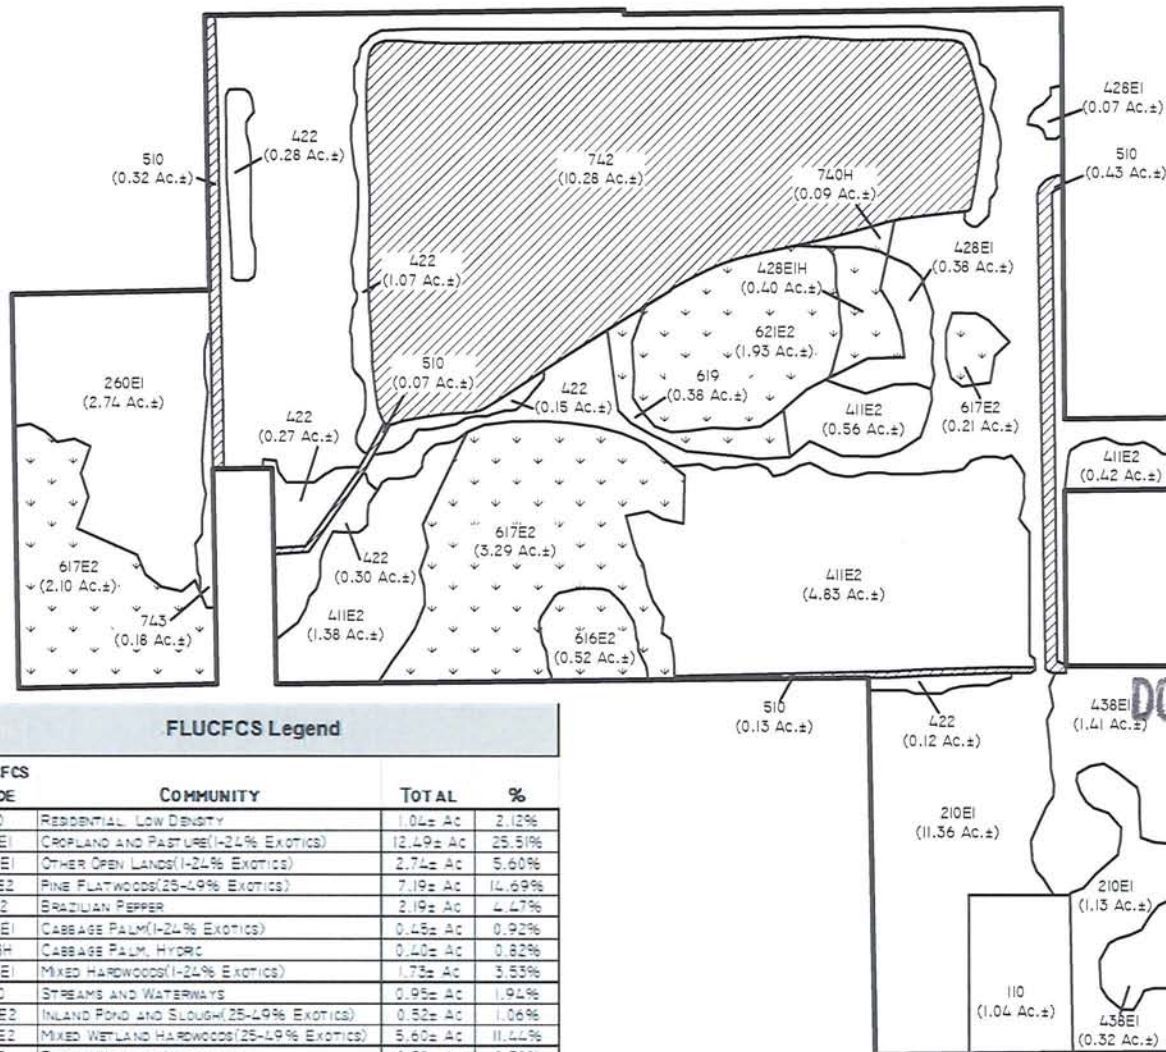 428E1
(0.07 Ac.±)
422
(0.28 Ac.±)
510
(0.32 Ac.±)
742
(10.28 Ac.±)
740H
(0.09 Ac.±)
510
(0.43 Ac.±)
422
(1.07 Ac.±)
428E1H
(0.40 Ac.±)
428E1
(0.38 Ac.±)
621E2
(1.93 Ac.±)
510
(0.07 Ac.±)
619
(0.38 Ac.±)
260E1
(2.74 Ac.±)
422
(0.15 Ac.±)
411E2
(0.56 Ac.±)
617E2
(0.21 Ac.±)
422
(0.27 Ac.±)
411E2
(0.42 Ac.±)
617E2
(3.29 Ac.±)
422
(0.30 Ac.±)
617E2
(2.10 Ac.±)
411E2
(4.83 Ac.±)
743
(0.18 Ac.±)
411E2
(1.38 Ac.±)
616E2
(0.52 Ac.±)
510
(0.13 Ac.±)
422
(0.12 Ac.±)
438E1
(1.41 Ac.±)
210E1
(11.36 Ac.±)
210E1
(1.13 Ac.±)
110
(1.04 Ac.±)
438E1
(0.32 Ac.±)
FLUCFCS Legend
COMMUNITY TOTAL %
RESIDENTIAL, LOW DENSITY 1.04± Ac 2.12%
CROPLAND AND PASTURE(1-24% EXOTICS) 12.49± Ac 25.51%
OTHER OPEN LANDS(1-24% EXOTICS) 2.74± Ac 5.60%
PINE FLATWOODS(25-49% EXOTICS) 7.19± Ac 14.69%
BRAZILIAN PEPPER 2.19± Ac 4.47%
CABBAGE PALM(1-24% EXOTICS) 0.45± Ac 0.92%
CABBAGE PALM, HYDRIC 0.40± Ac 0.82%
MIXED HARDWOODS(1-24% EXOTICS) 1.73± Ac 3.53%
STREAMS AND WATERWAYS 0.95± Ac 1.94%
INLAND POND AND SLOUGH(25-49% EXOTICS) 0.52± Ac 1.06%
MIXED WETLAND HARDWOODS(25-49% EXOTICS) 5.60± Ac 11.44%